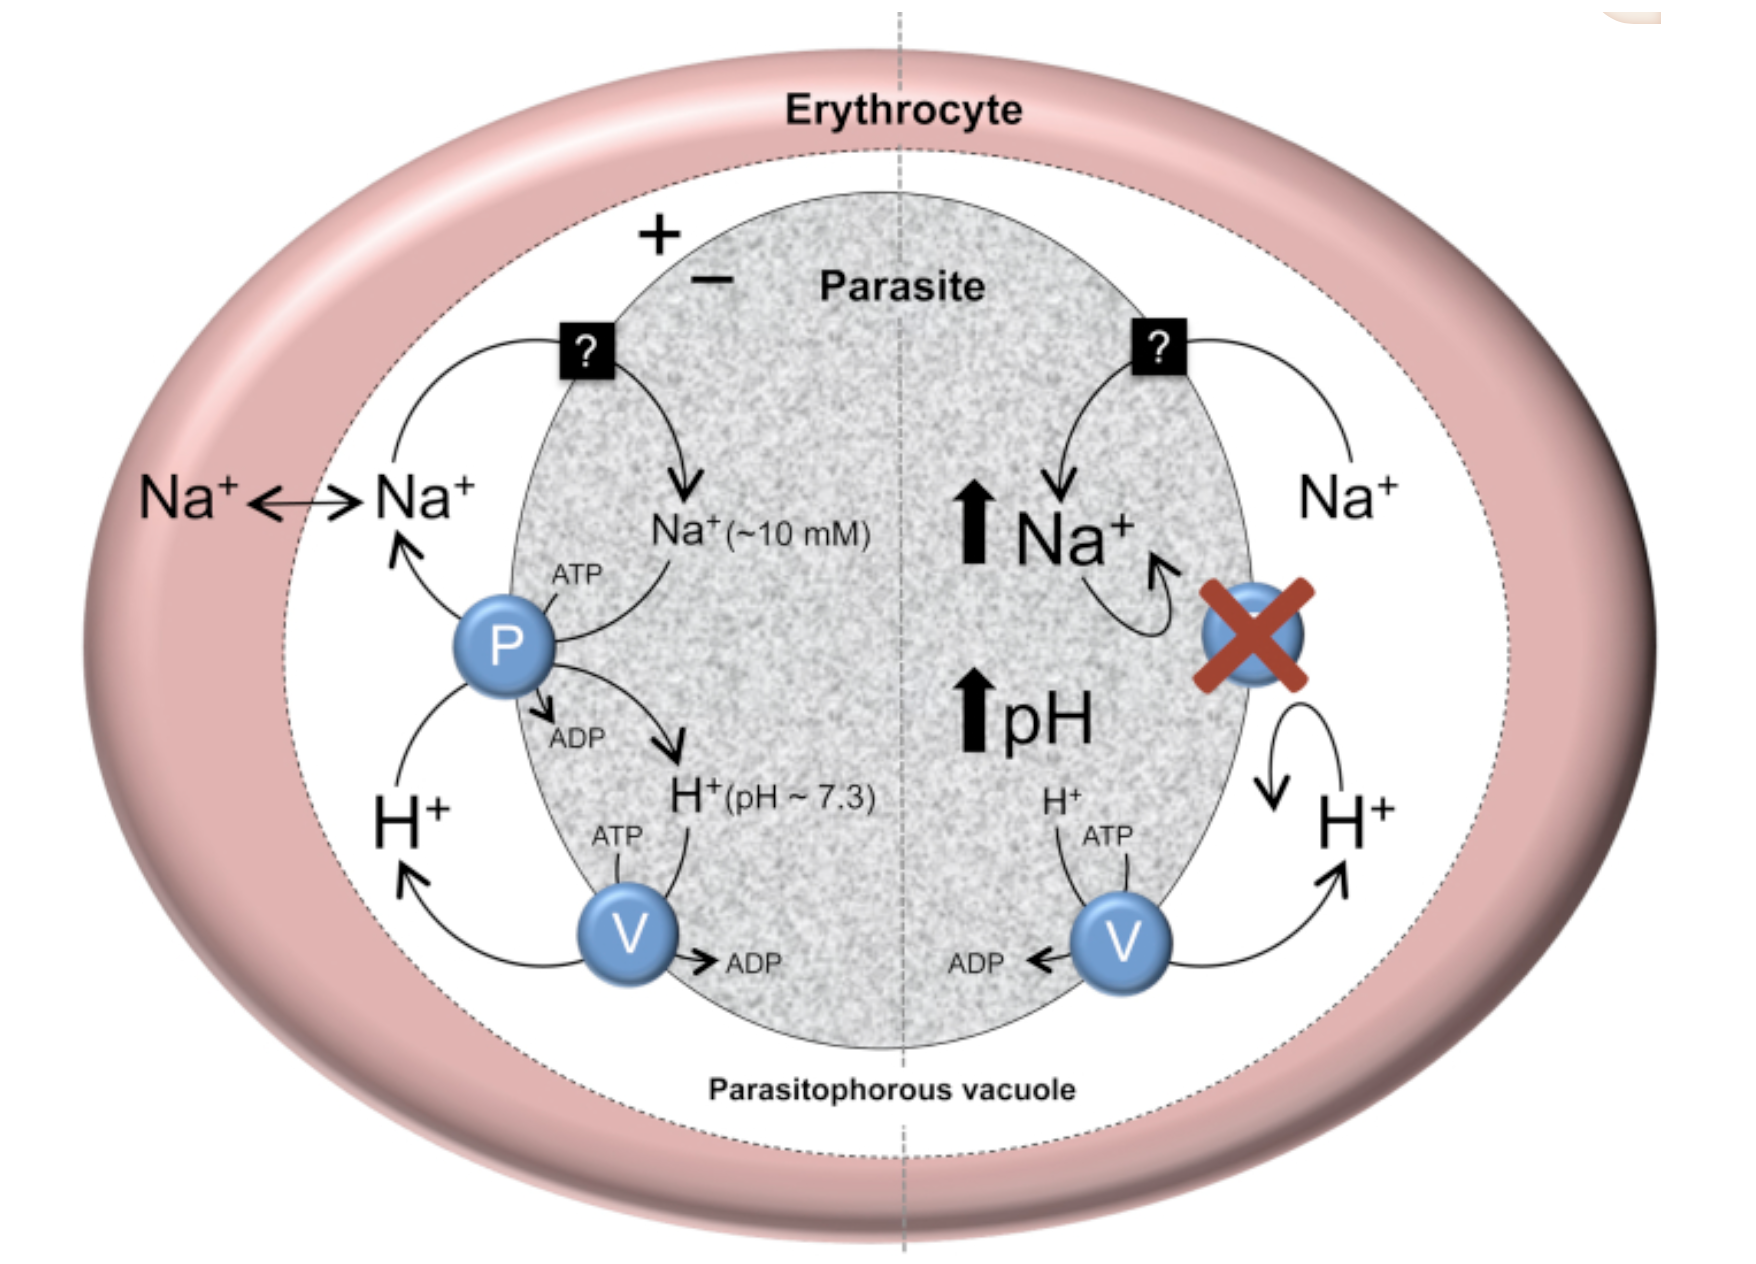 Erythrocyte
+
−
Parasite
?
?
Na⁺
Na⁺
Na⁺(~10 mM)
Na⁺
Na⁺
ATP
P
ADP
pH
H⁺
H⁺(pH ~ 7.3)
H⁺
H⁺
ATP
ATP
V
V
ADP
ADP
Parasitophorous vacuole